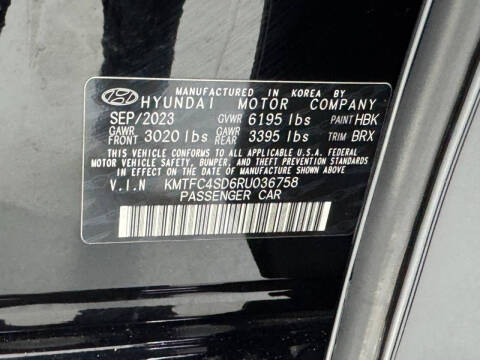 MANUFACTURED IN KOREA BY
HYUNDAI MOTOR COMPANY
SEP/2023 GVWR 6195 lbs PAINT HBK
GAWR FRONT 3020 lbs GAWR REAR 3395 lbs TRIM BRX
THIS VEHICLE CONFORMS TO ALL APPLICABLE U.S.A. FEDERAL
MOTOR VEHICLE SAFETY, BUMPER, AND THEFT PREVENTION STANDARDS
IN EFFECT ON THE DATE OF MANUFACTURE SHOWN ABOVE.
V.I.N KMTFC4SD6RU036758
PASSENGER CAR